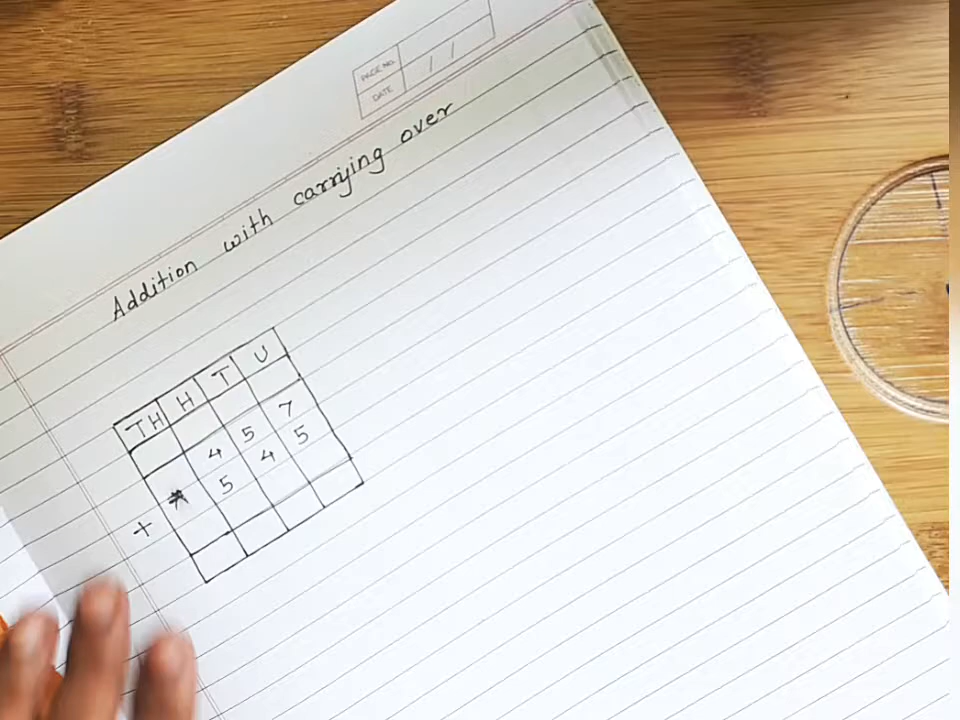 PAGE NO.
DATE / /
Addition with carrying over
TH H T U
4 5 7
+ 5 4 5